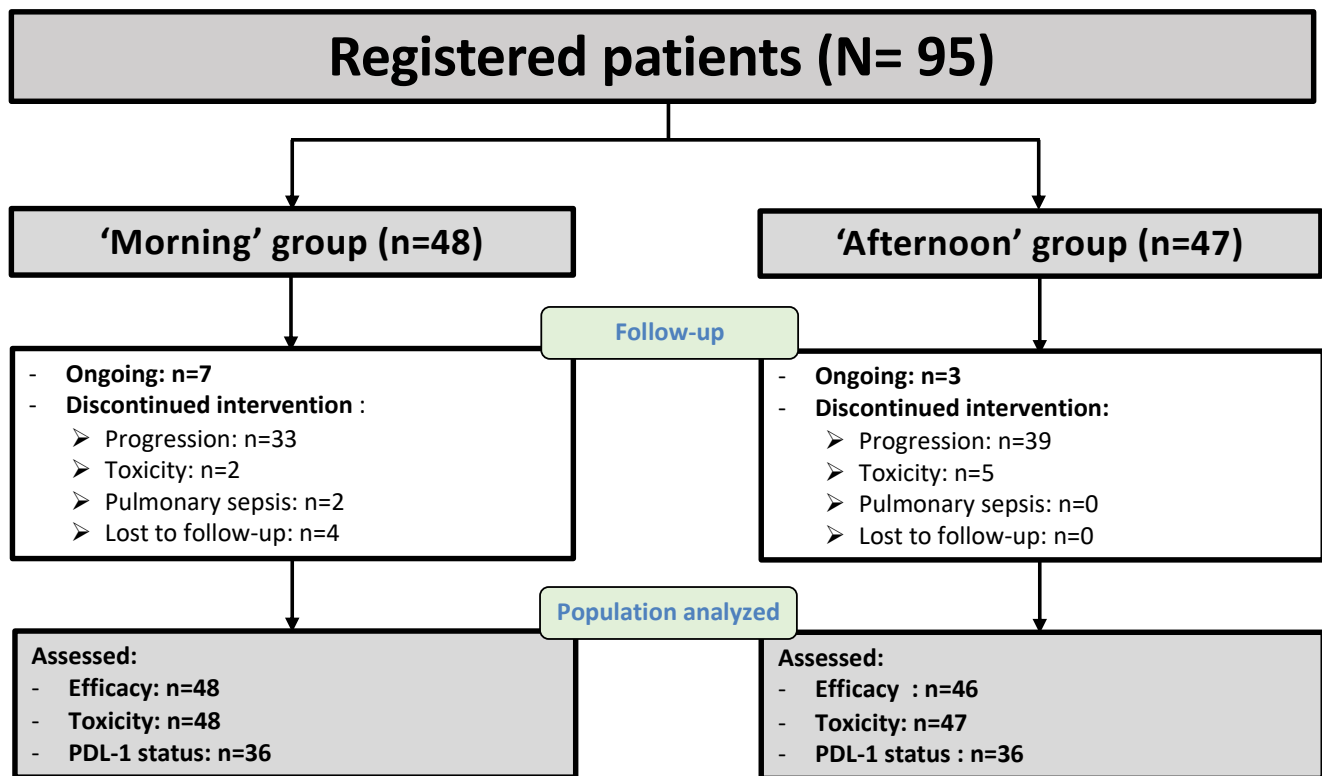 Registered patients (N= 95)
‘Morning’ group (n=48)
‘Afternoon’ group (n=47)
Follow-up
- Ongoing: n=7
- Discontinued intervention :
➢ Progression: n=33
➢ Toxicity: n=2
➢ Pulmonary sepsis: n=2
➢ Lost to follow-up: n=4
- Ongoing: n=3
- Discontinued intervention:
➢ Progression: n=39
➢ Toxicity: n=5
➢ Pulmonary sepsis: n=0
➢ Lost to follow-up: n=0
Population analyzed
Assessed:
- Efficacy: n=48
- Toxicity: n=48
- PDL-1 status: n=36
Assessed:
- Efficacy : n=46
- Toxicity: n=47
- PDL-1 status : n=36